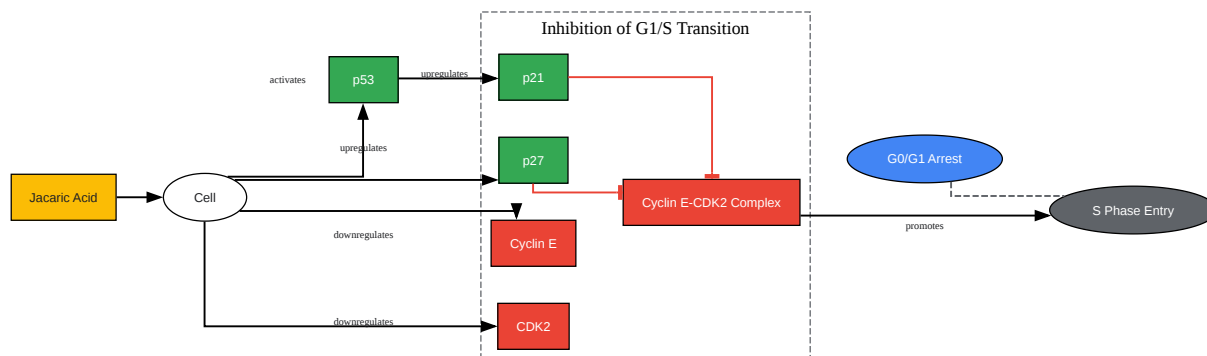 Inhibition of G1/S Transition
activates
p53
upregulates
p21
upregulates
p27
G0/G1 Arrest
Jacaric Acid
Cell
Cyclin E-CDK2 Complex
S Phase Entry
promotes
downregulates
Cyclin E
downregulates
CDK2